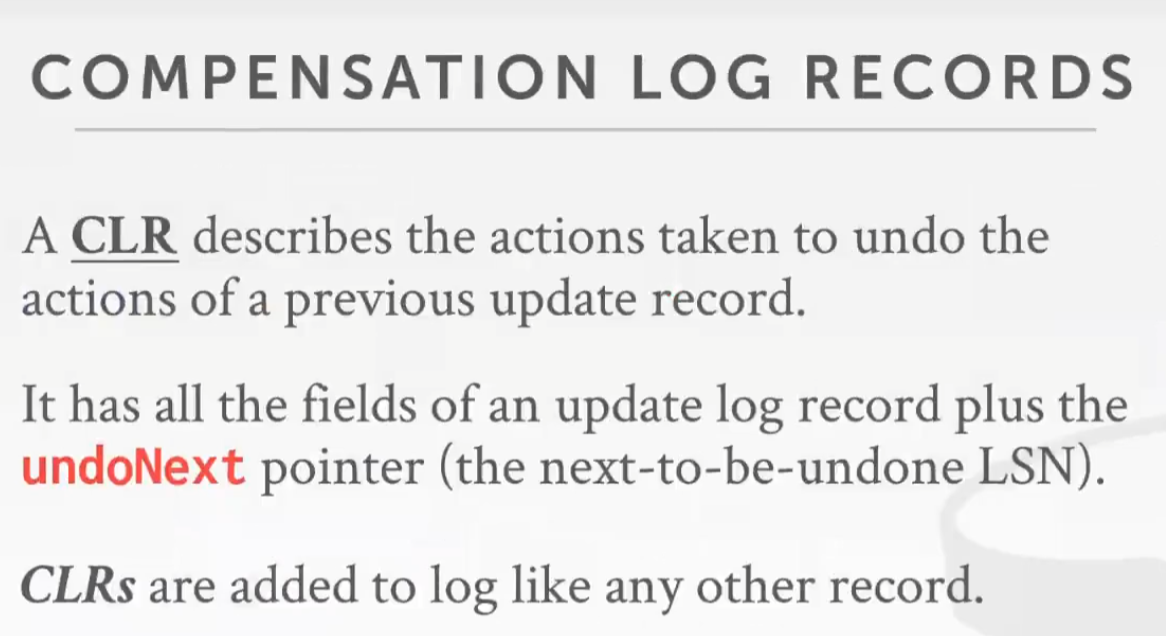 COMPENSATION LOG RECORDS
A CLR describes the actions taken to undo the
actions of a previous update record.
It has all the fields of an update log record plus the
undoNext pointer (the next-to-be-undone LSN).
CLRs are added to log like any other record.